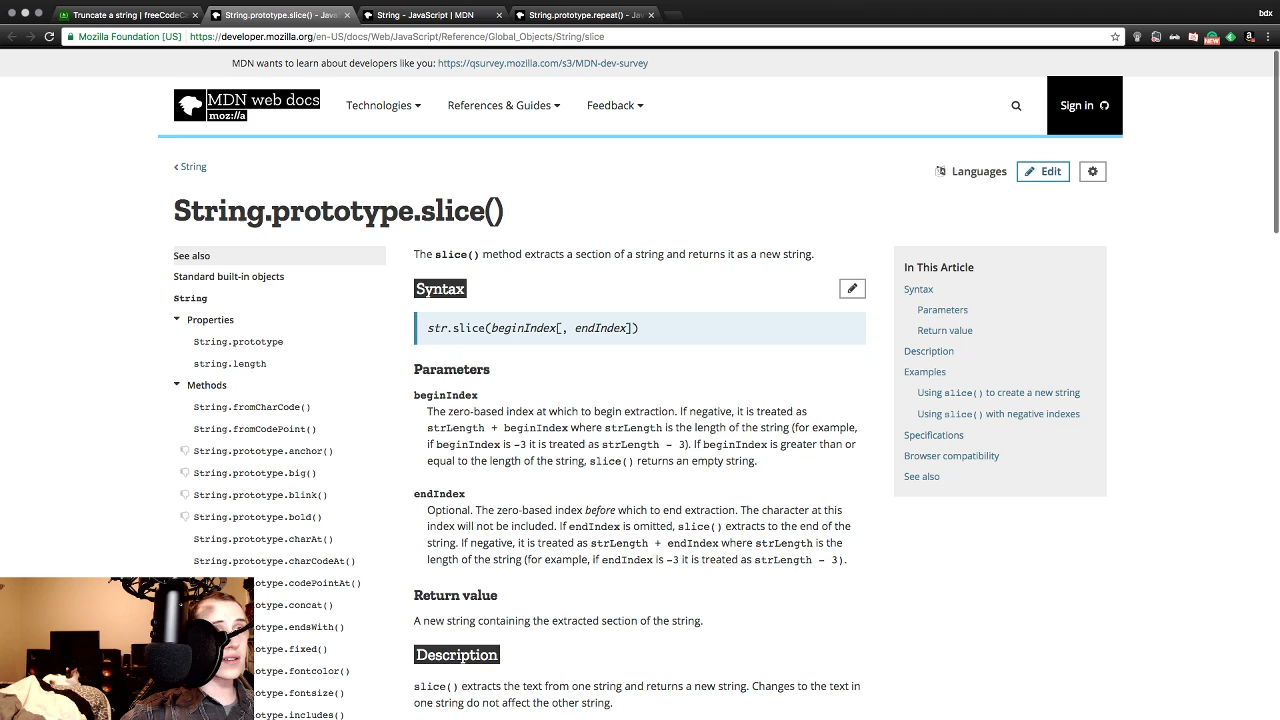 Truncate a string | freeCodeC
String.prototype.slice() - Java
String - JavaScript | MDN
String.prototype.repeat() - Jav
bdx
Mozilla Foundation [US]
https://developer.mozilla.org/en-US/docs/Web/JavaScript/Reference/Global_Objects/String/slice
NEW
MDN wants to learn about developers like you: https://qsurvey.mozilla.com/s3/MDN-dev-survey
MDN web docs
moz://a
Technologies
References & Guides
Feedback
Sign in
String
Languages
Edit
String.prototype.slice()
See also
Standard built-in objects
String
Properties
String.prototype
string.length
Methods
String.fromCharCode()
String.fromCodePoint()
String.prototype.anchor()
String.prototype.big()
String.prototype.blink()
String.prototype.bold()
String.prototype.charAt()
String.prototype.charCodeAt()
otype.codePointAt()
otype.concat()
otype.endsWith()
otype.fixed()
otype.fontcolor()
otype.fontsize()
otype.includes()
The slice() method extracts a section of a string and returns it as a new string.
Syntax
str.slice(beginIndex[, endIndex])
Parameters
beginIndex
The zero-based index at which to begin extraction. If negative, it is treated as
strLength + beginIndex where strLength is the length of the string (for example,
if beginIndex is -3 it is treated as strLength - 3). If beginIndex is greater than or
equal to the length of the string, slice() returns an empty string.
endIndex
Optional. The zero-based index before which to end extraction. The character at this
index will not be included. If endIndex is omitted, slice() extracts to the end of the
string. If negative, it is treated as strLength + endIndex where strLength is the
length of the string (for example, if endIndex is -3 it is treated as strLength - 3).
Return value
A new string containing the extracted section of the string.
Description
slice() extracts the text from one string and returns a new string. Changes to the text in
one string do not affect the other string.
In This Article
Syntax
Parameters
Return value
Description
Examples
Using slice() to create a new string
Using slice() with negative indexes
Specifications
Browser compatibility
See also